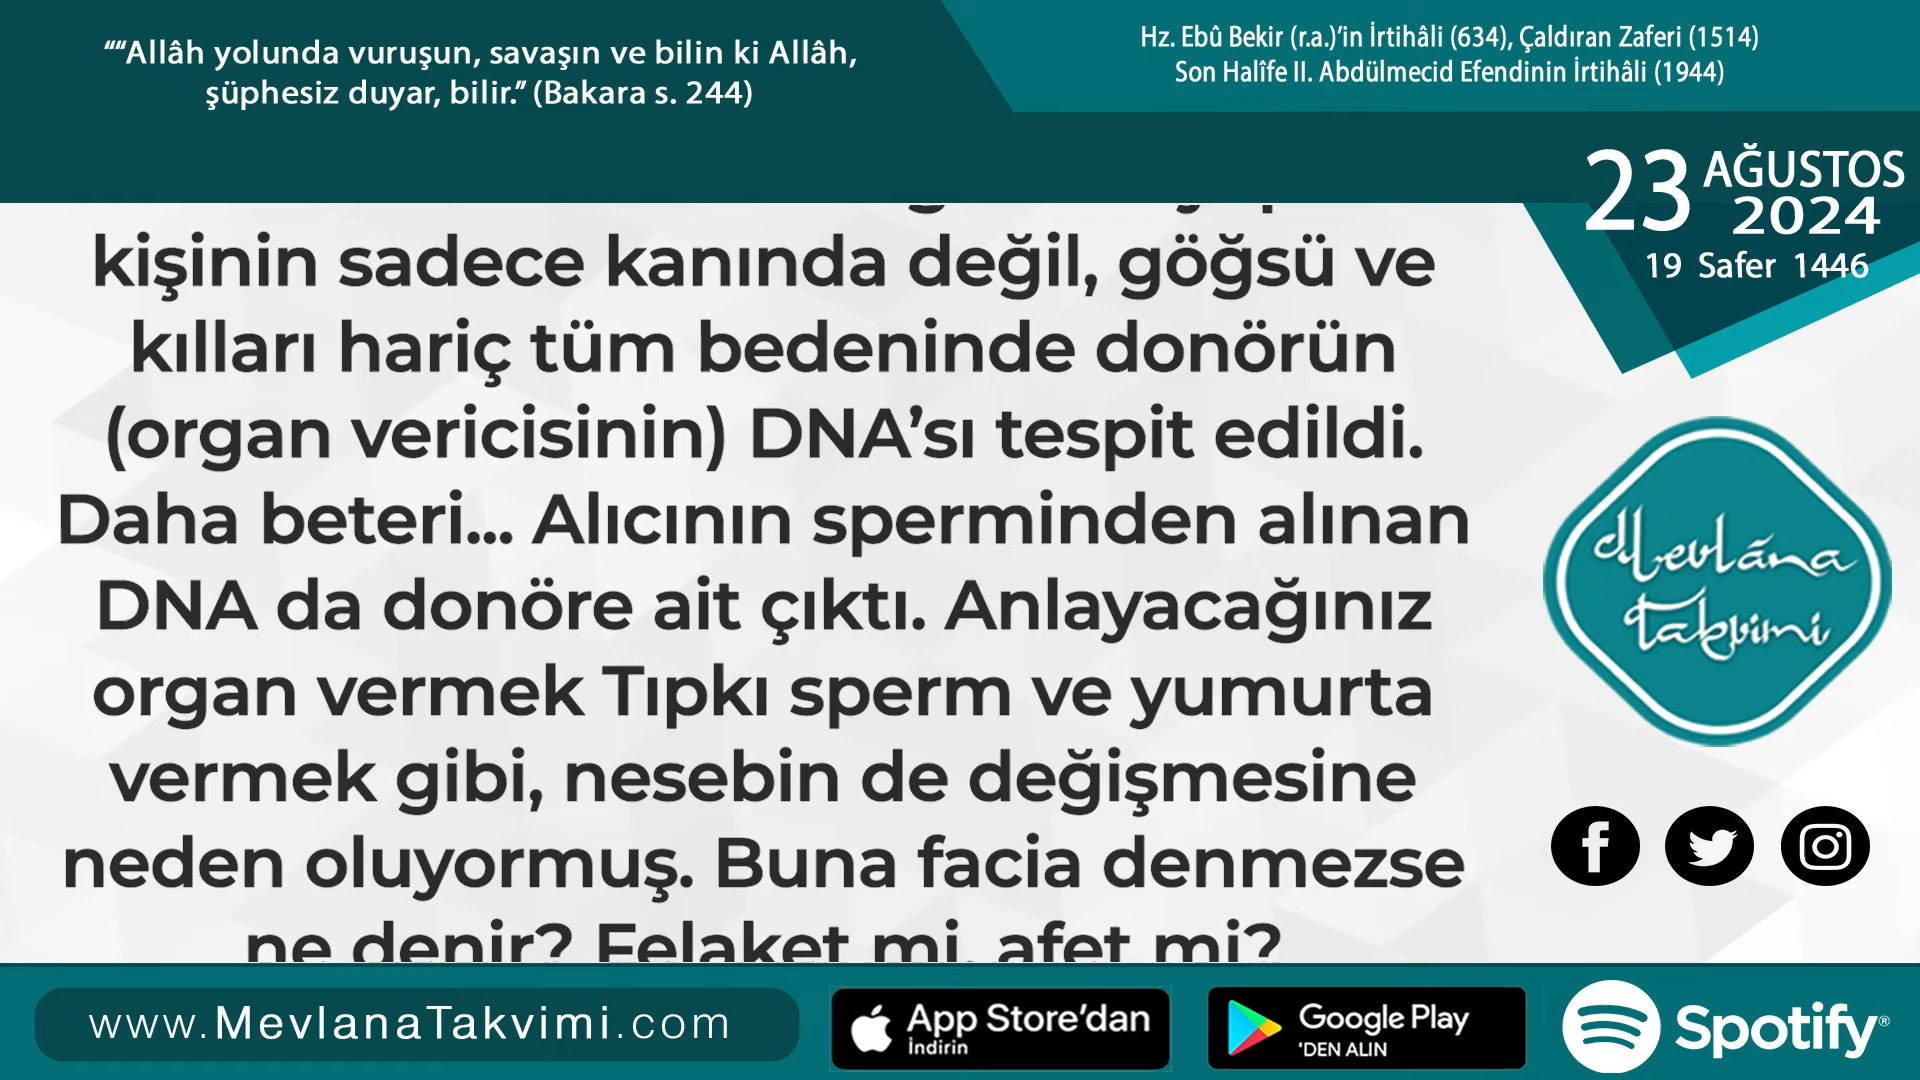 ““Allâh yolunda vuruşun, savaşın ve bilin ki Allâh,
şüphesiz duyar, bilir.” (Bakara s. 244)
Hz. Ebû Bekir (r.a.)’in İrtihâli (634), Çaldıran Zaferi (1514)
Son Halîfe II. Abdülmecid Efendinin İrtihâli (1944)
23 AĞUSTOS
2024
19 Safer 1446
kişinin sadece kanında değil, göğsü ve
kılları hariç tüm bedeninde donörün
(organ vericisinin) DNA’sı tespit edildi.
Daha beteri... Alıcının sperminden alınan
DNA da donöre ait çıktı. Anlayacağınız
organ vermek Tıpkı sperm ve yumurta
vermek gibi, nesebin de değişmesine
neden oluyormuş. Buna facia denmezse
ne denir? Felaket mi, afet mi?
Mevlâna
Takvimi
www.MevlanaTakvimi.com
App Store’dan
İndirin
Google Play
'DEN ALIN
Spotify®